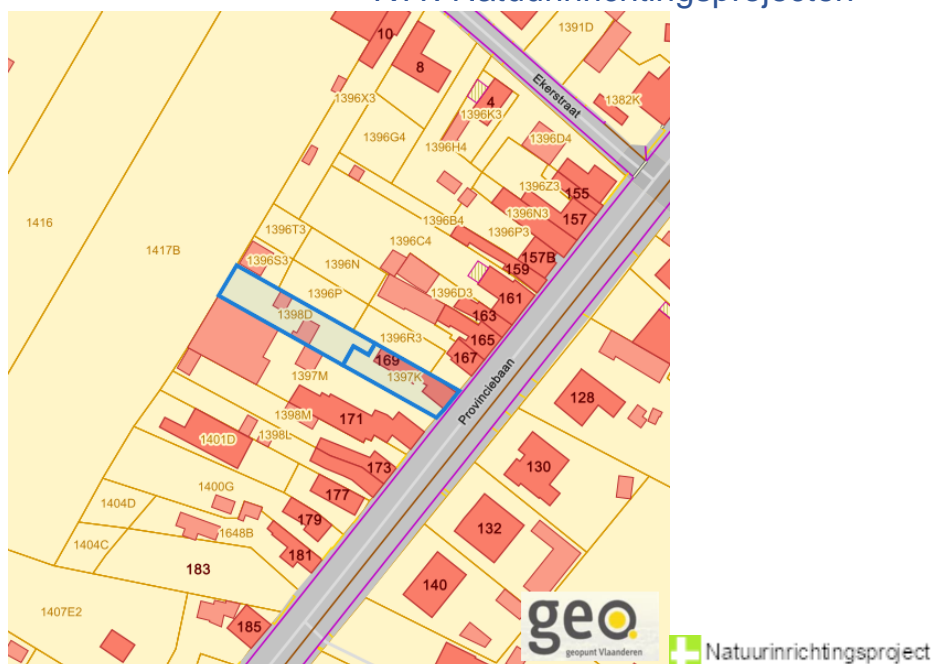 10
8
1391D
Ekerstraat
1382K
4
1396X3
1396K3
1396G4
1396H4
1396D4
1396Z3
155
1396N3
157
1396B4
1396P3
1416
1417B
1396T3
1396C4
157B
1396S3
1396N
159
1396P
1396D3
161
1398D
163
1396R3
165
169
167
1397K
1397M
Provinciebaan
128
1398M
171
1401D
1398L
173
130
1400G
177
1404D
179
132
1648B
1404C
181
183
140
1407E2
185
geo.
geopunt Vlaanderen
Natuurinrichtingsproject